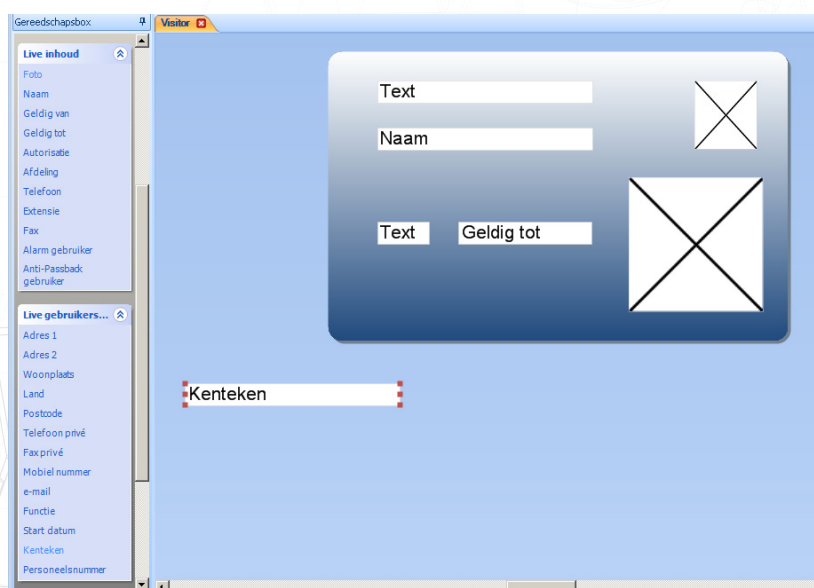 Gereedschapsbox
Visitor
Live inhoud
Foto
Naam
Geldig van
Geldig tot
Autorisatie
Afdeling
Telefoon
Extensie
Fax
Alarm gebruiker
Anti-Passback
gebruiker
Live gebruikers...
Adres 1
Adres 2
Woonplaats
Land
Postcode
Telefoon privé
Fax privé
Mobiel nummer
e-mail
Functie
Start datum
Kenteken
Personeelsnummer
Text
Naam
Text Geldig tot
Kenteken